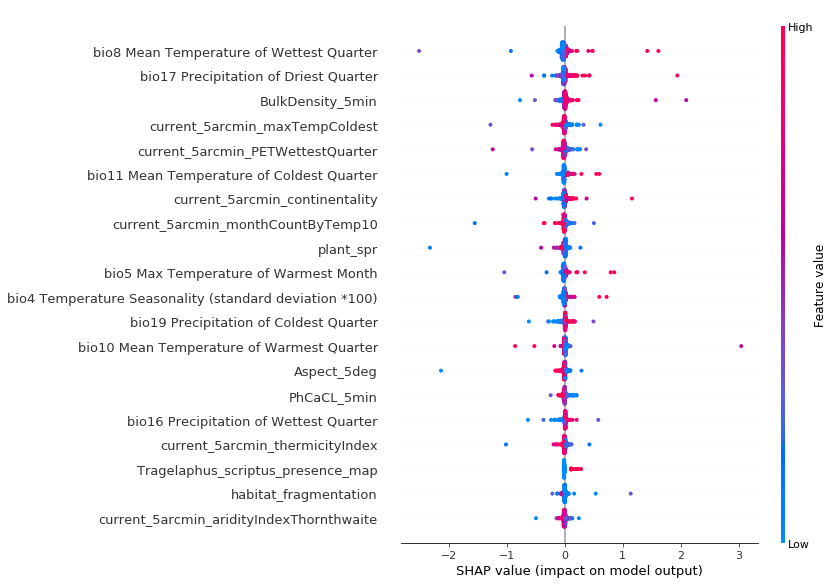 High
bio8 Mean Temperature of Wettest Quarter
bio17 Precipitation of Driest Quarter
BulkDensity_5min
current_5arcmin_maxTempColdest
current_5arcmin_PETWettestQuarter
bio11 Mean Temperature of Coldest Quarter
current_5arcmin_continentality
current_5arcmin_monthCountByTemp10
plant_spr
bio5 Max Temperature of Warmest Month
bio4 Temperature Seasonality (standard deviation *100)
bio19 Precipitation of Coldest Quarter
bio10 Mean Temperature of Warmest Quarter
Aspect_5deg
PhCaCL_5min
bio16 Precipitation of Wettest Quarter
current_5arcmin_thermicityIndex
Tragelaphus_scriptus_presence_map
habitat_fragmentation
current_5arcmin_aridityIndexThornthwaite
Feature value
Low
−2 −1 0 1 2 3
SHAP value (impact on model output)